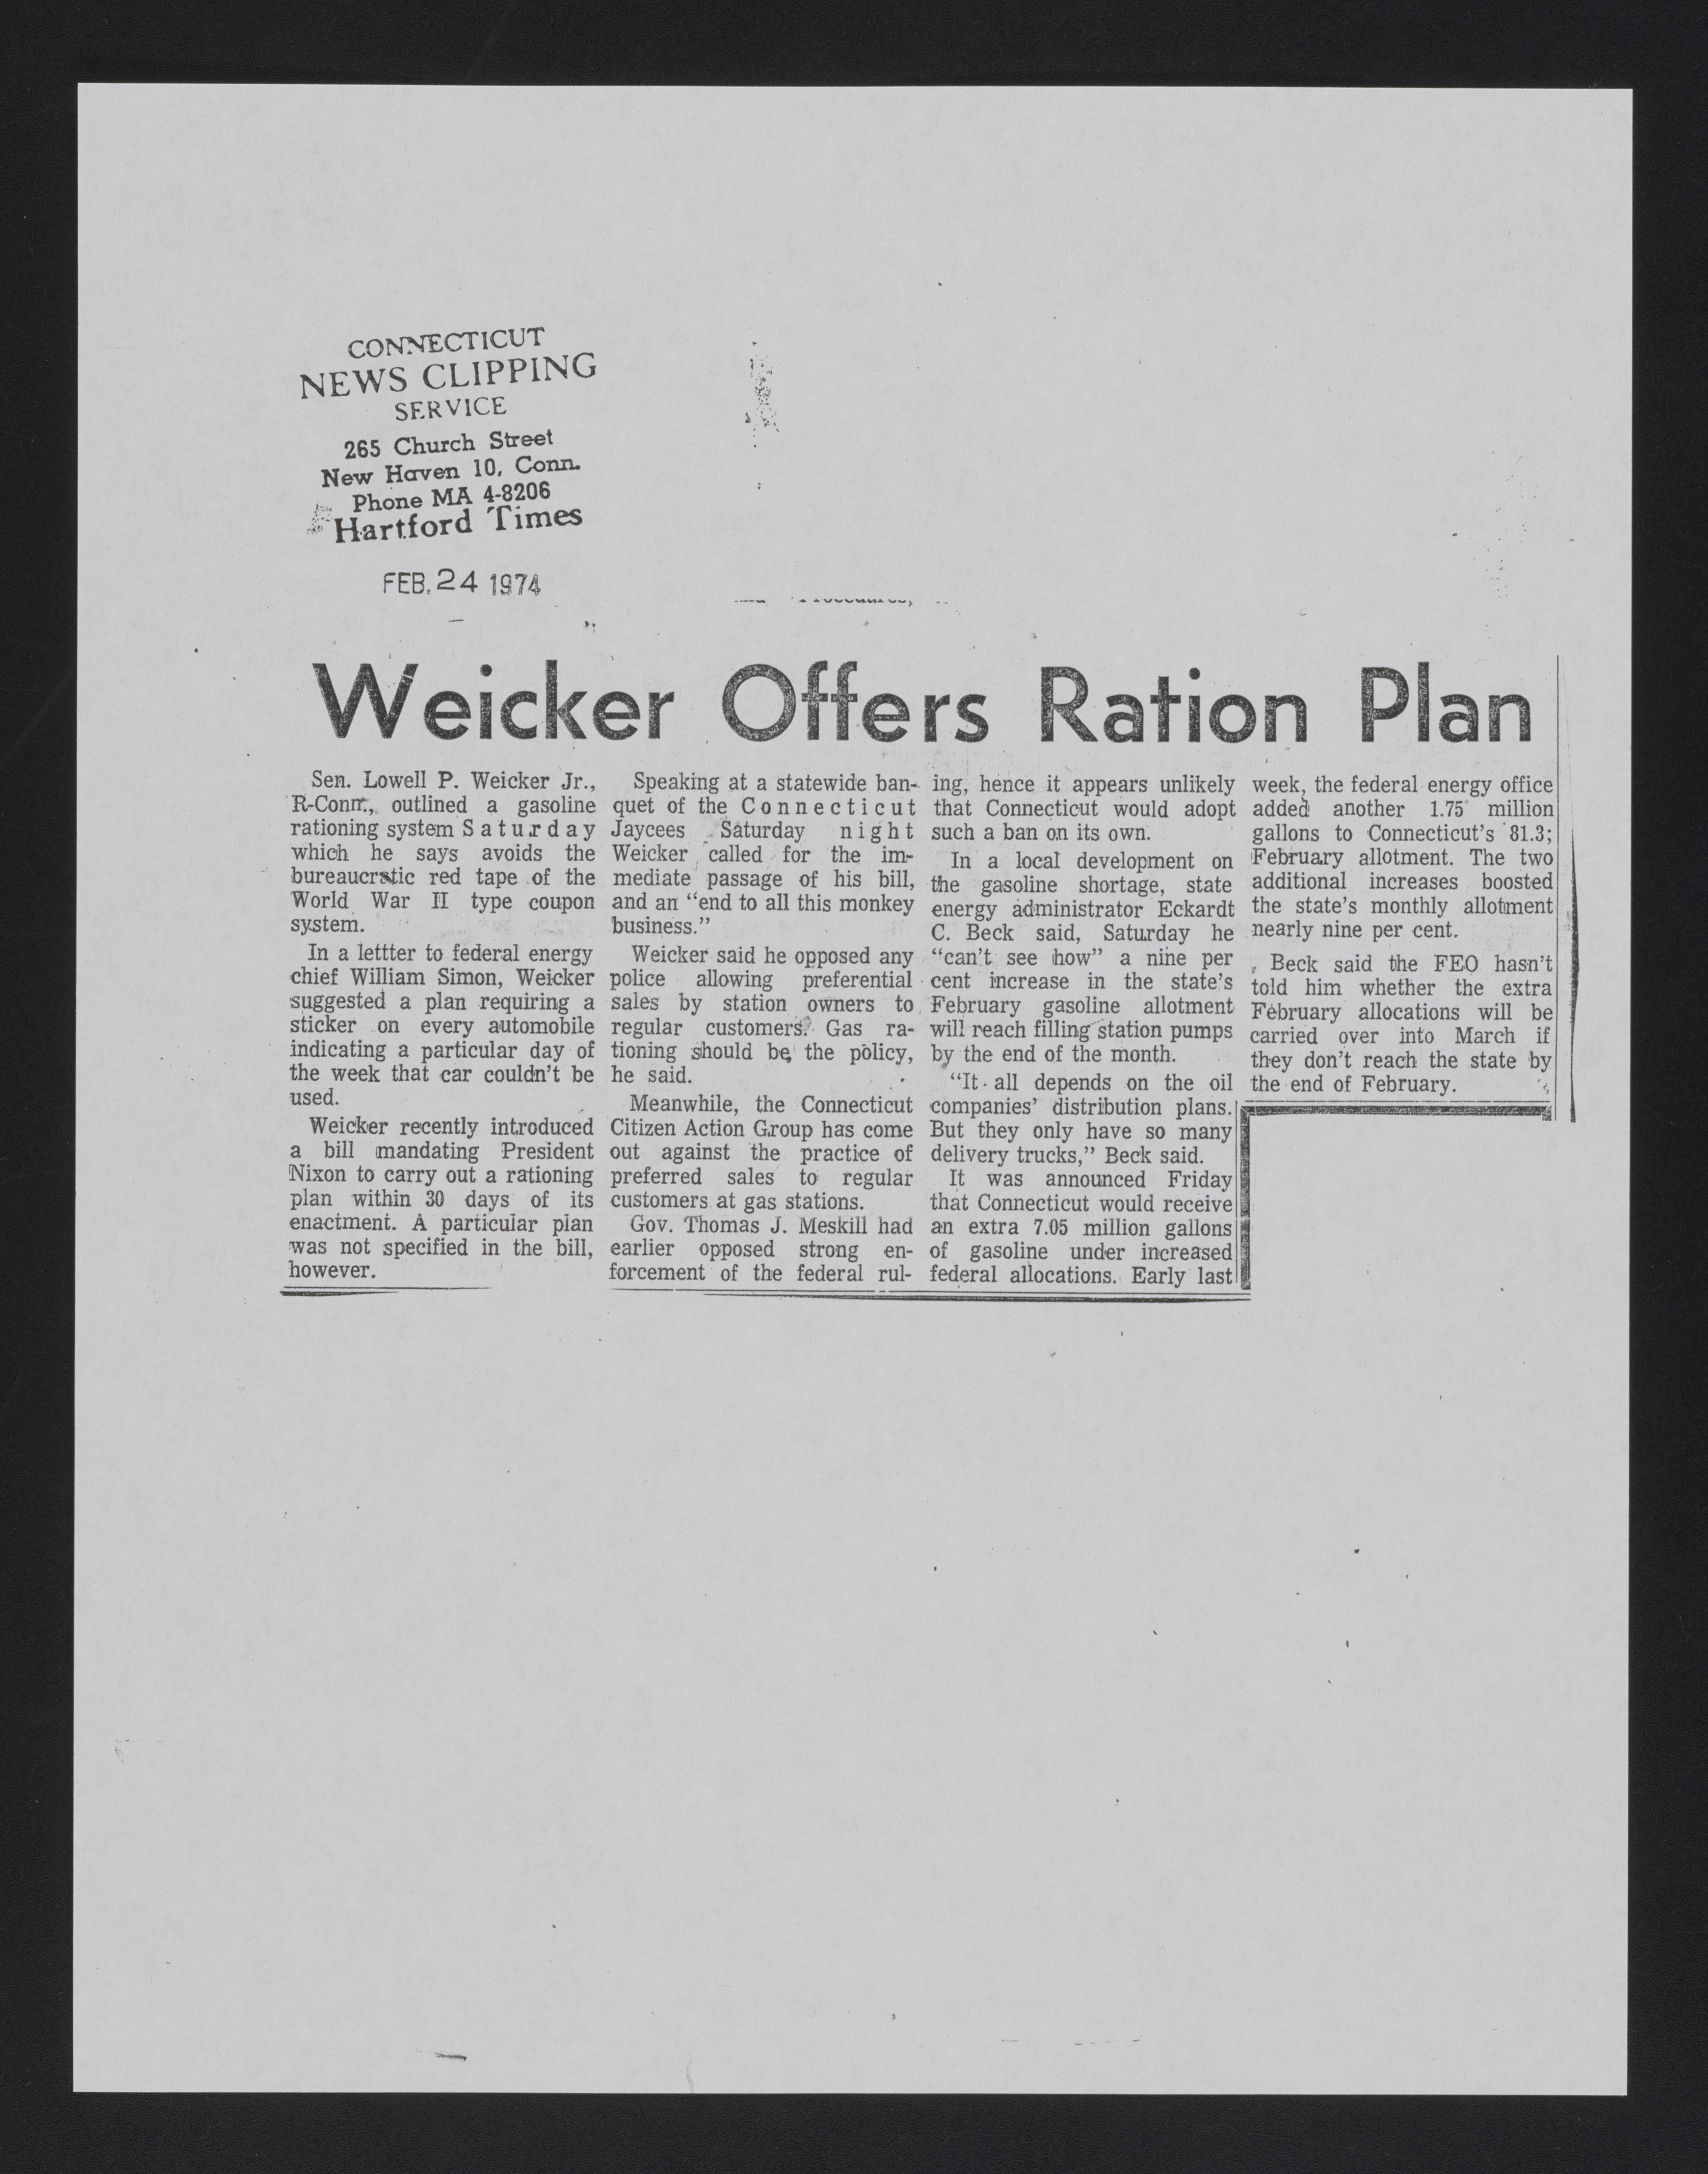 CONNECTICUT
NEWS CLIPPING
SERVICE
265 Church Street
New Haven 10, Conn.
Phone MA 4-8206
Hartford Times
FEB. 24 1974
Weicker Offers Ration Plan
Sen. Lowell P. Weicker Jr.,
R-Conn., outlined a gasoline
rationing system Saturday
which he says avoids the
bureaucratic red tape of the
World War II type coupon
system.
In a lettter to federal energy
chief William Simon, Weicker
suggested a plan requiring a
sticker on every automobile
indicating a particular day of
the week that car couldn't be
used.
Weicker recently introduced
a bill mandating President
Nixon to carry out a rationing
plan within 30 days of its
enactment. A particular plan
was not specified in the bill,
however.
Speaking at a statewide ban-
quet of the Connecticut
Jaycees Saturday night
Weicker called for the im-
mediate passage of his bill,
and an "end to all this monkey
business."
Weicker said he opposed any
police allowing preferential
sales by station owners to
regular customers. Gas ra-
tioning should be the policy,
he said.
Meanwhile, the Connecticut
Citizen Action Group has come
out against the practice of
preferred sales to regular
customers at gas stations.
Gov. Thomas J. Meskill had
earlier opposed strong en-
forcement of the federal rul-
ing, hence it appears unlikely
that Connecticut would adopt
such a ban on its own.
In a local development on
the gasoline shortage, state
energy administrator Eckardt
C. Beck said, Saturday he
"can't see how" a nine per
cent increase in the state's
February gasoline allotment
will reach filling station pumps
by the end of the month.
"It all depends on the oil
companies' distribution plans.
But they only have so many
delivery trucks," Beck said.
It was announced Friday
that Connecticut would receive
an extra 7.05 million gallons
of gasoline under increased
federal allocations. Early last
week, the federal energy office
added another 1.75 million
gallons to Connecticut's 81.3;
February allotment. The two
additional increases boosted
the state's monthly allotment
nearly nine per cent.
Beck said the FEO hasn't
told him whether the extra
February allocations will be
carried over into March if
they don't reach the state by
the end of February.